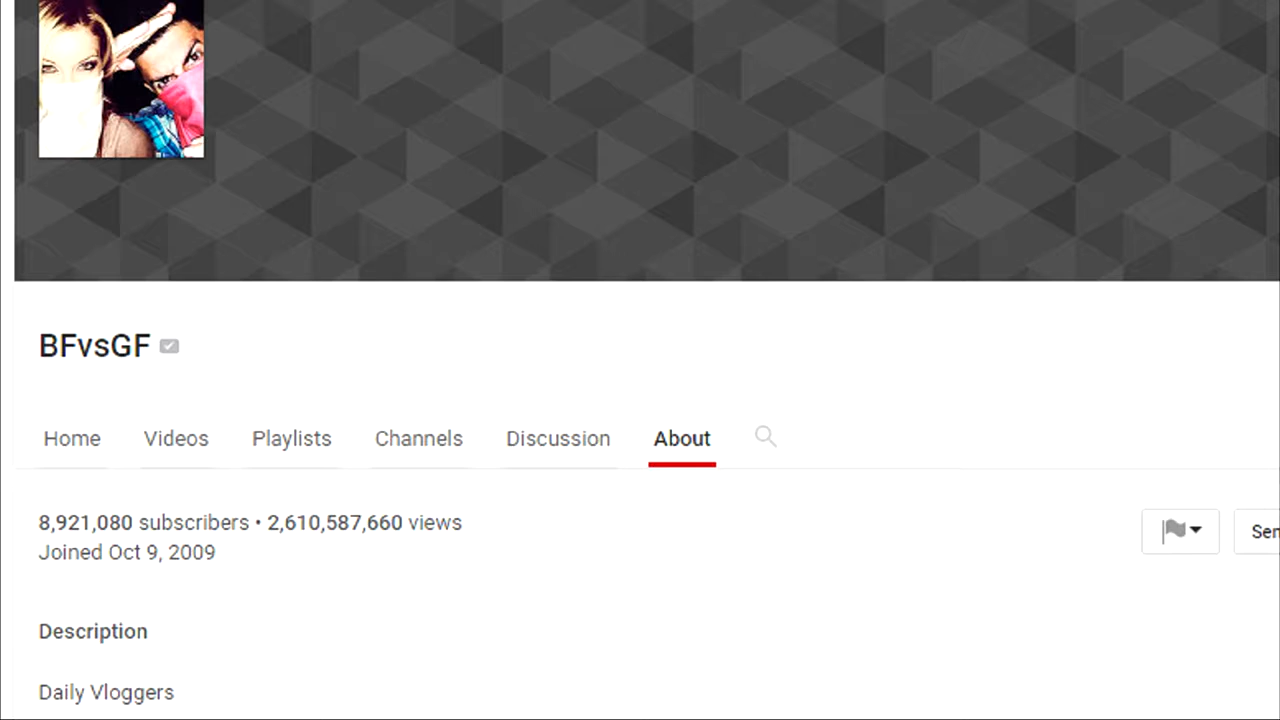 BFvsGF
Home Videos Playlists Channels Discussion About
8,921,080 subscribers • 2,610,587,660 views
Sen
Joined Oct 9, 2009
Description
Daily Vloggers